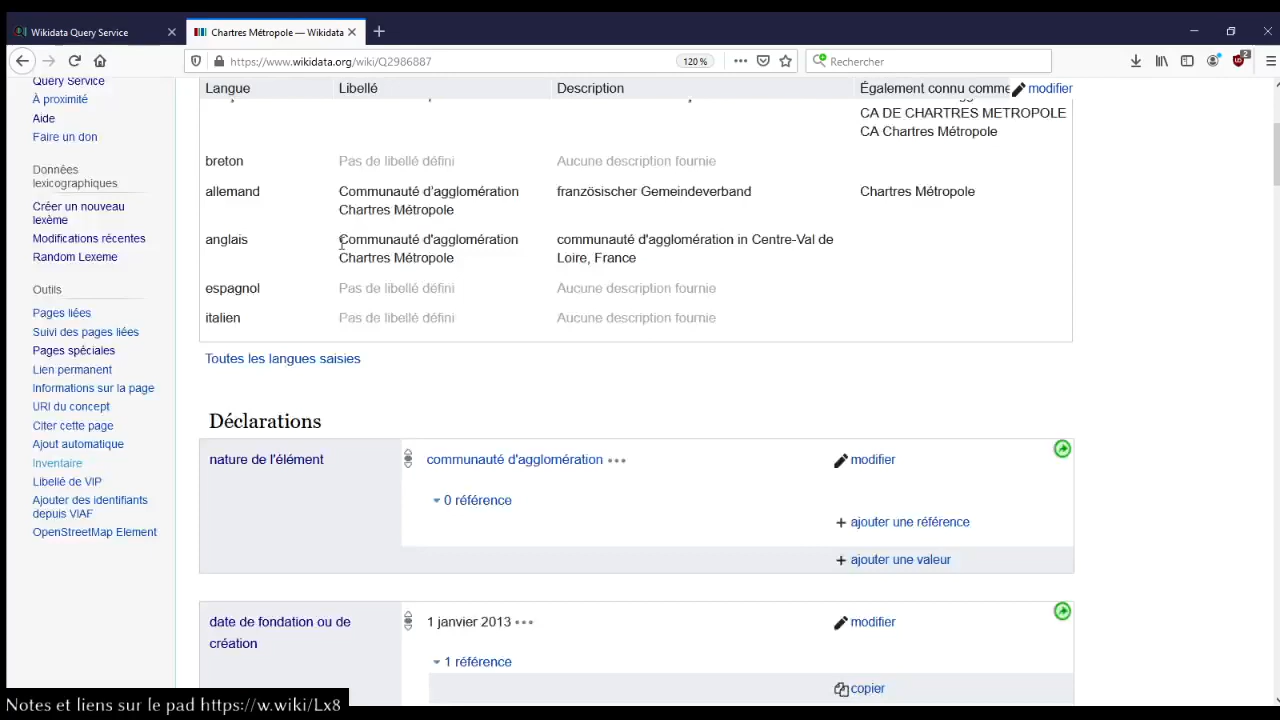 Wikidata Query Service
Chartres Métropole — Wikidata
https://www.wikidata.org/wiki/Q2986887
120 %
Rechercher
2
Query Service
À proximité
Aide
Faire un don
Données
lexicographiques
Créer un nouveau
lexème
Modifications récentes
Random Lexeme
Outils
Pages liées
Suivi des pages liées
Pages spéciales
Lien permanent
Informations sur la page
URI du concept
Citer cette page
Ajout automatique
Inventaire
Libellé de VIP
Ajouter des identifiants
depuis VIAF
OpenStreetMap Element
Langue Libellé Description Également connu comme modifier
CA DE CHARTRES METROPOLE
CA Chartres Métropole
breton Pas de libellé défini Aucune description fournie
allemand Communauté d'agglomération französischer Gemeindeverband Chartres Métropole
Chartres Métropole
anglais Communauté d'agglomération communauté d'agglomération in Centre-Val de
Chartres Métropole Loire, France
espagnol Pas de libellé défini Aucune description fournie
italien Pas de libellé défini Aucune description fournie
Toutes les langues saisies
Déclarations
nature de l'élément communauté d'agglomération modifier
0 référence
+ ajouter une référence
+ ajouter une valeur
date de fondation ou de 1 janvier 2013 modifier
création
1 référence
copier
Notes et liens sur le pad https://w.wiki/Lx8